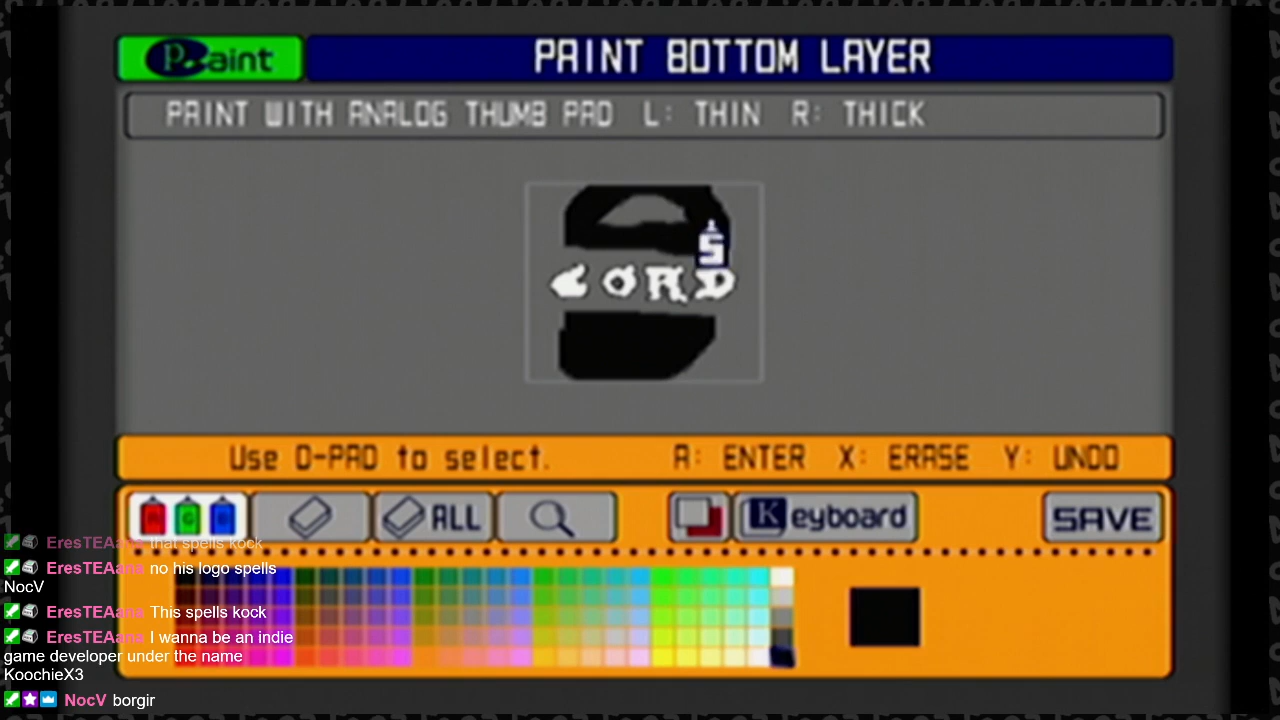 Paint
PAINT BOTTOM LAYER
PAINT WITH ANALOG THUMB PAD L: THIN R: THICK
S
CORD
Use D-PAD to select. A: ENTER X: ERASE Y: UNDO
R G B
ALL
Keyboard
SAVE
EresTEAana that spells kock
EresTEAana no his logo spells
NocV
EresTEAana This spells kock
EresTEAana I wanna be an indie
game developer under the name
KoochieX3
NocV borgir